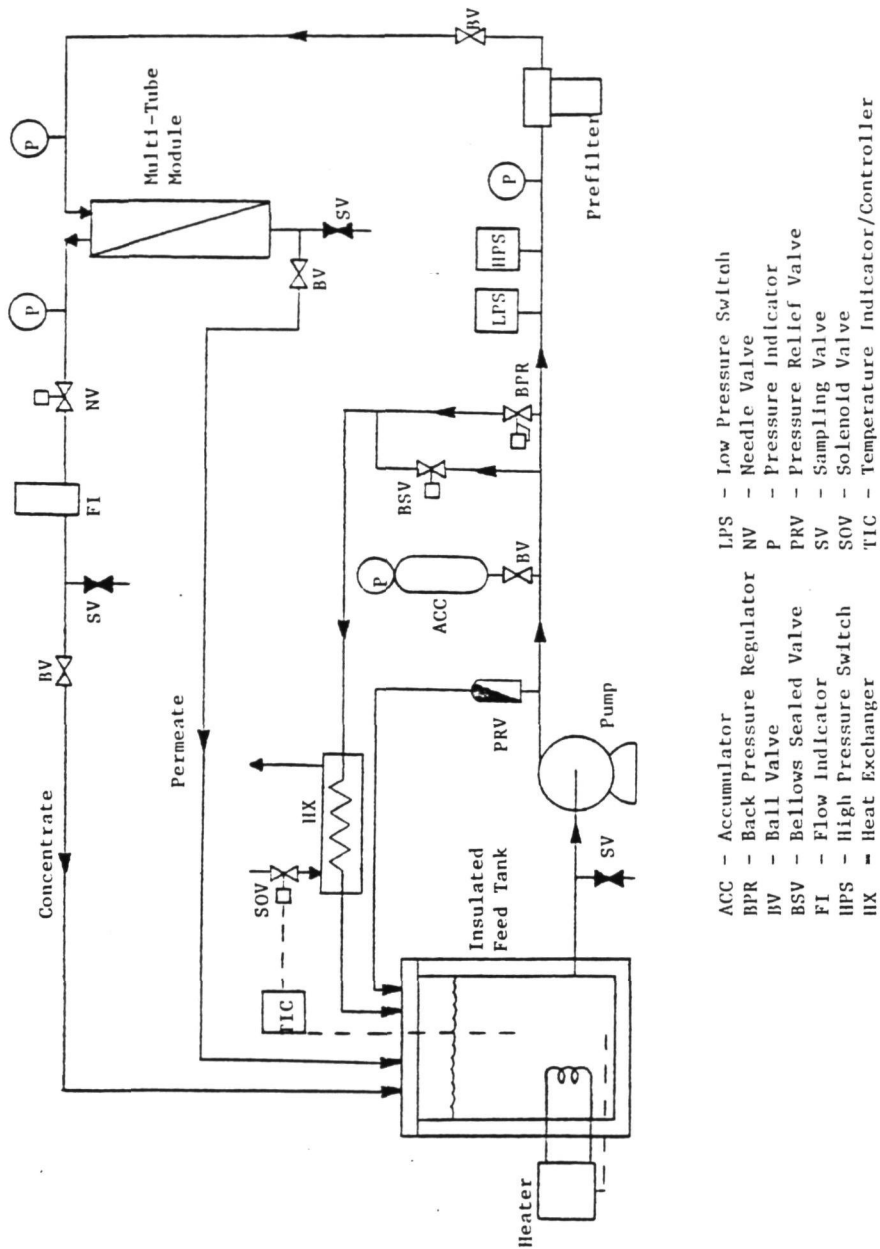 Concentrate
BV
SV
FI
NV
P
P
Multi-Tube
Module
BV
SV
BV
Permeate
SOV
HX
TIC
P
ACC
BV
BSV
BPR
LPS
HPS
P
Prefilter
PRV
Pump
SV
Insulated
Feed Tank
Heater
ACC – Accumulator
BPR – Back Pressure Regulator
BV – Ball Valve
BSV – Bellows Sealed Valve
FI – Flow Indicator
HPS – High Pressure Switch
HX = Heat Exchanger
LPS – Low Pressure Switch
NV – Needle Valve
P – Pressure Indicator
PRV – Pressure Relief Valve
SV – Sampling Valve
SOV – Solenoid Valve
TIC – Temperature Indicator/Controller